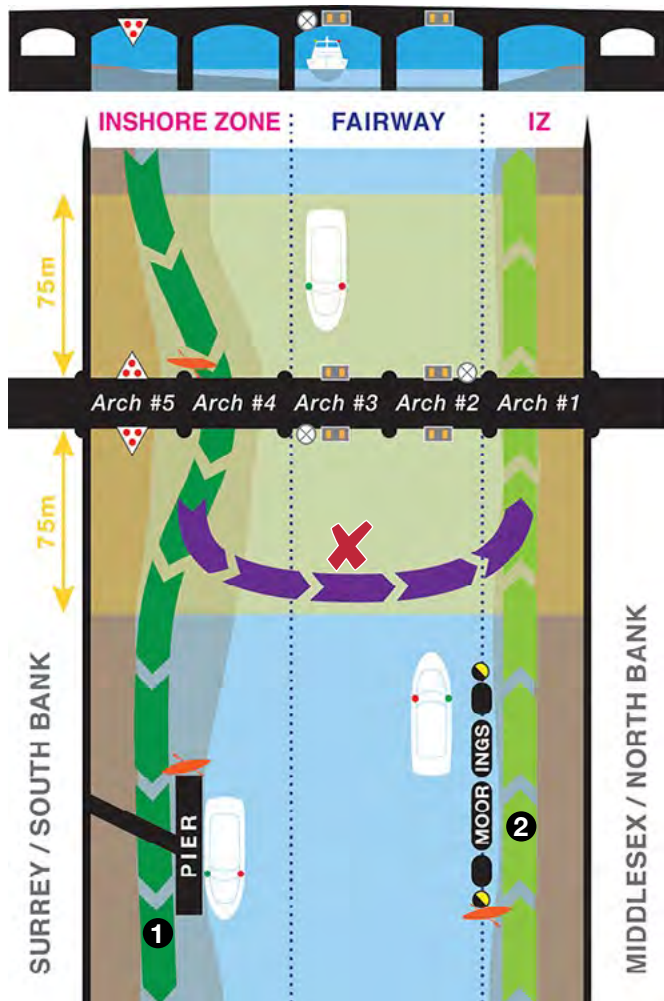 INSHORE ZONE
FAIRWAY
IZ
75m
Arch #5
Arch #4
Arch #3
Arch #2
Arch #1
75m
SURREY / SOUTH BANK
MIDDLESEX / NORTH BANK
PIER
MOOR INGS
1
2